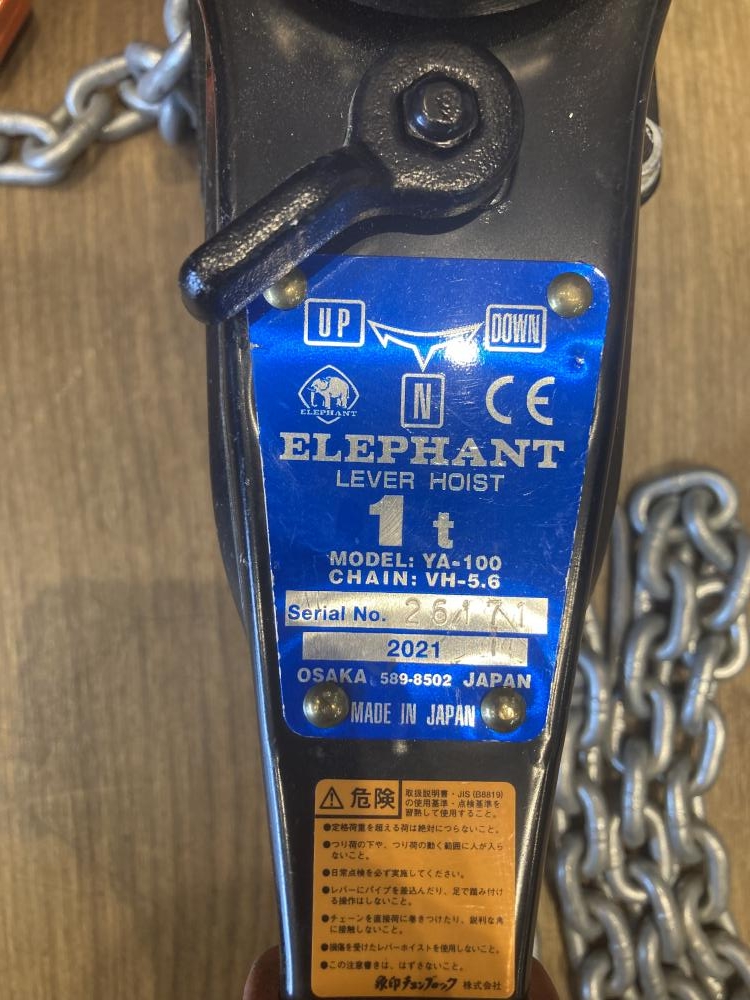 UP DOWN
N CE
ELEPHANT
ELEPHANT
LEVER HOIST
1 t
MODEL: YA-100
CHAIN: VH-5.6
Serial No. 26171
2021
OSAKA 589-8502 JAPAN
MADE IN JAPAN
危険
取扱説明書・JIS(B8819)
の使用基準・点検基準を
習熟して使用すること。
●定格荷重を超える荷は絶対につらないこと。
●つり荷の下や、つり荷の動く範囲に人が入ら
ないこと。
●日常点検を必ず実施してください。
●レバーにパイプを差込んだり、足で踏み付け
る操作はしないこと。
●チェーンを直接荷に巻きつけたり、鋭利な角
に接触しないこと。
●損傷を受けたレバーホイストを使用しないこと。
●この注意書きは、はずさないこと。
象印チェンブロック 株式会社